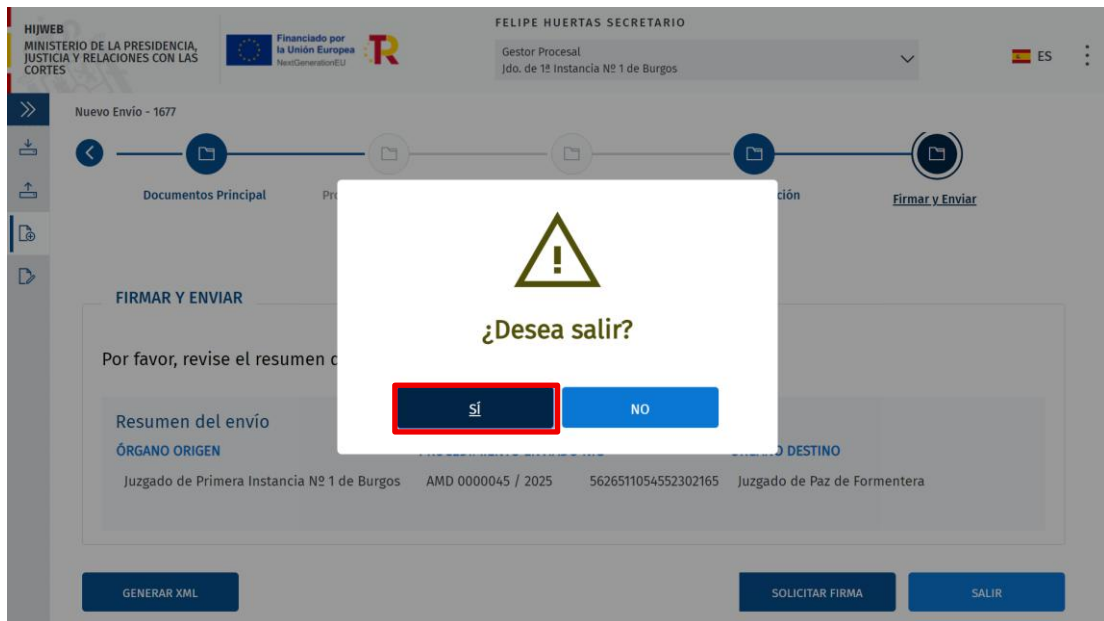 HIJWEB
MINISTERIO DE LA PRESIDENCIA,
JUSTICIA Y RELACIONES CON LAS
CORTES
Financiado por
la Unión Europea
NextGenerationEU
FELIPE HUERTAS SECRETARIO
Gestor Procesal
Jdo. de 1ª Instancia Nº 1 de Burgos
ES
Nuevo Envío - 1677
Documentos Principal
Firmar y Enviar
FIRMAR Y ENVIAR
¿Desea salir?
Por favor, revise el resumen
SÍ
NO
Resumen del envío
ÓRGANO ORIGEN
DESTINO
Juzgado de Primera Instancia Nº 1 de Burgos AMD 0000045 / 2025 5626511054552302165 Juzgado de Paz de Formentera
GENERAR XML
SOLICITAR FIRMA
SALIR